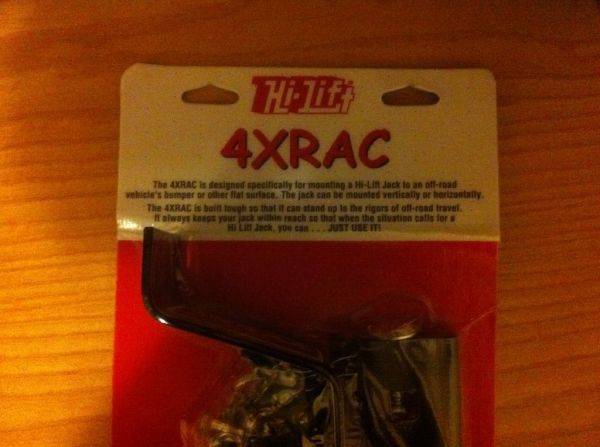 Hi-Lift
4XRAC
The 4XRAC is designed specifically for mounting a Hi-Lift Jack to an off-road
vehicle's bumper or other flat surface. The jack can be mounted vertically or horizontally.
The 4XRAC is built tough so that it can stand up to the rigors of off-road travel.
It always keeps your jack within reach so that when the situation calls for a
Hi Lift Jack, you can . . . JUST USE IT!